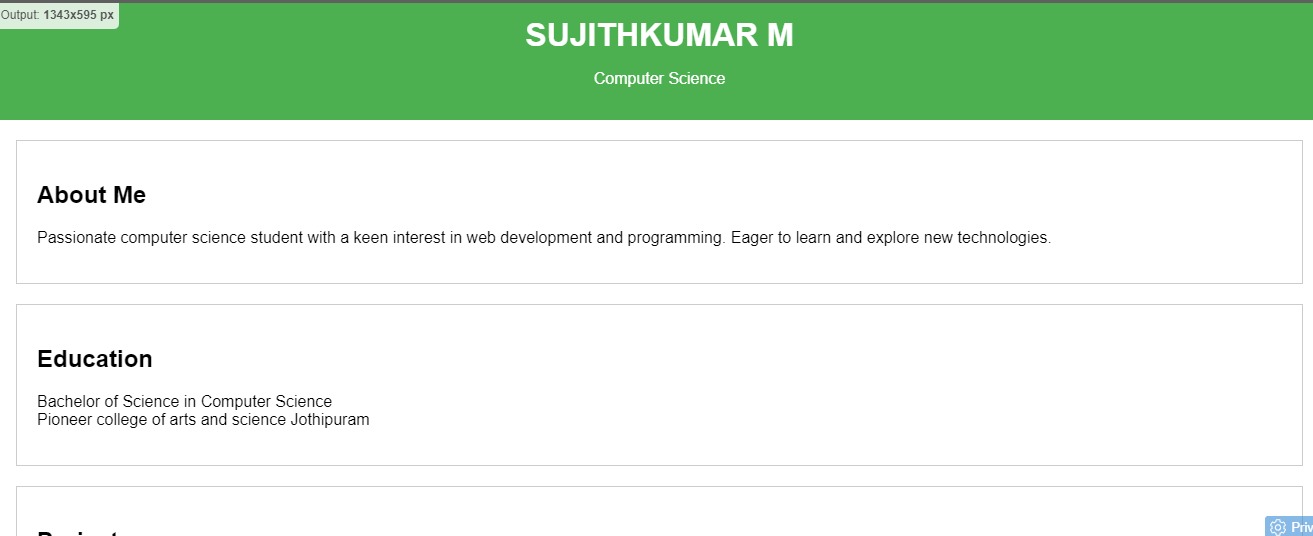 Output: 1343x595 px
SUJITHKUMAR M
Computer Science
About Me
Passionate computer science student with a keen interest in web development and programming. Eager to learn and explore new technologies.
Education
Bachelor of Science in Computer Science
Pioneer college of arts and science Jothipuram